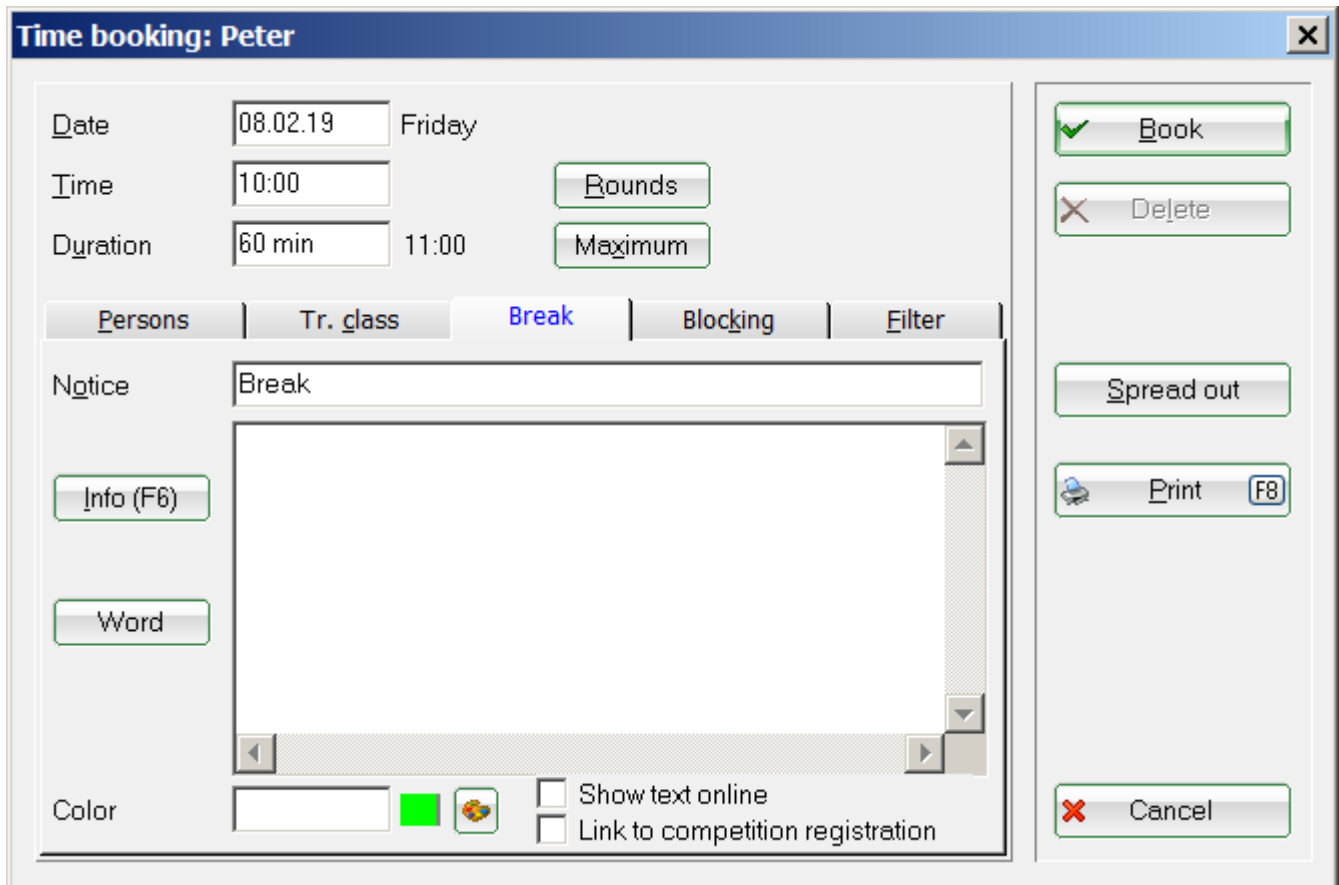 Time booking: Peter
Date 08.02.19 Friday
Time 10:00 Rounds
Duration 60 min 11:00 Maximum
Persons Tr. class Break Blocking Filter
Notice Break
Info (F6)
Word
Color
Show text online
Link to competition registration
Book
Delete
Spread out
Print F8
Cancel